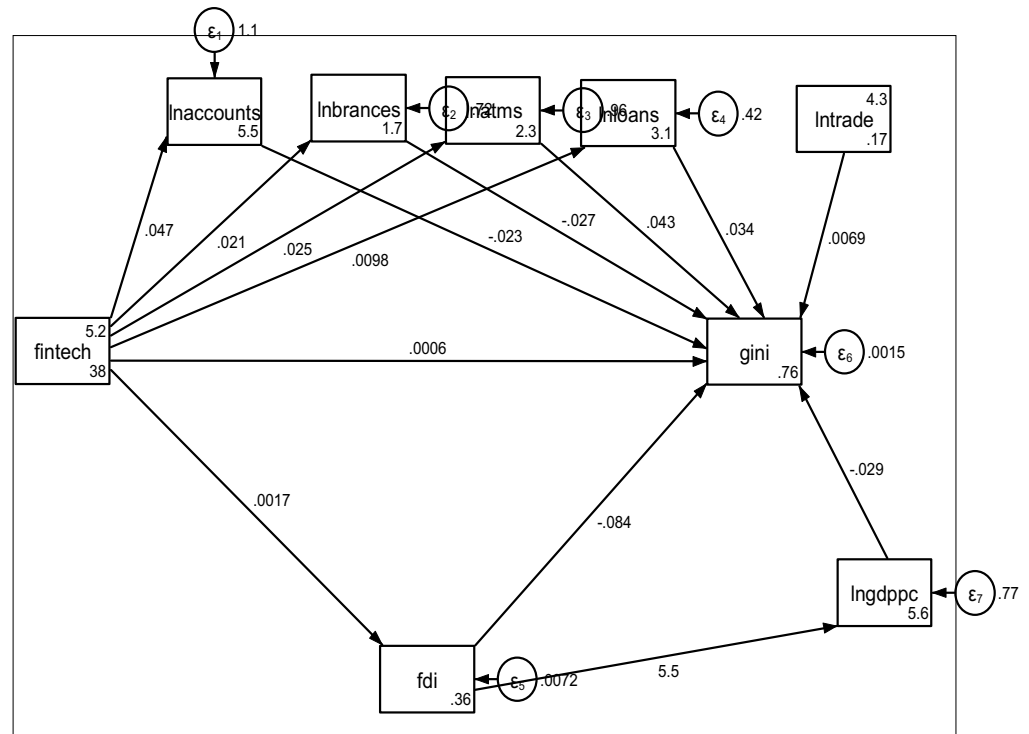 ε1 1.1
lnaccounts
5.5
lnbrances
1.7
ε2 .72
lnatms
2.3
ε3 .96
lnloans
3.1
ε4 .42
4.3
lntrade
.17
.047
.021
.025
.0098
-.023
-.027
.043
.034
.0069
5.2
fintech
38
.0006
gini
.76
ε6 .0015
.0017
-.084
-.029
lngdppc
5.6
ε7 .77
fdi
.36
ε5 .0072
5.5